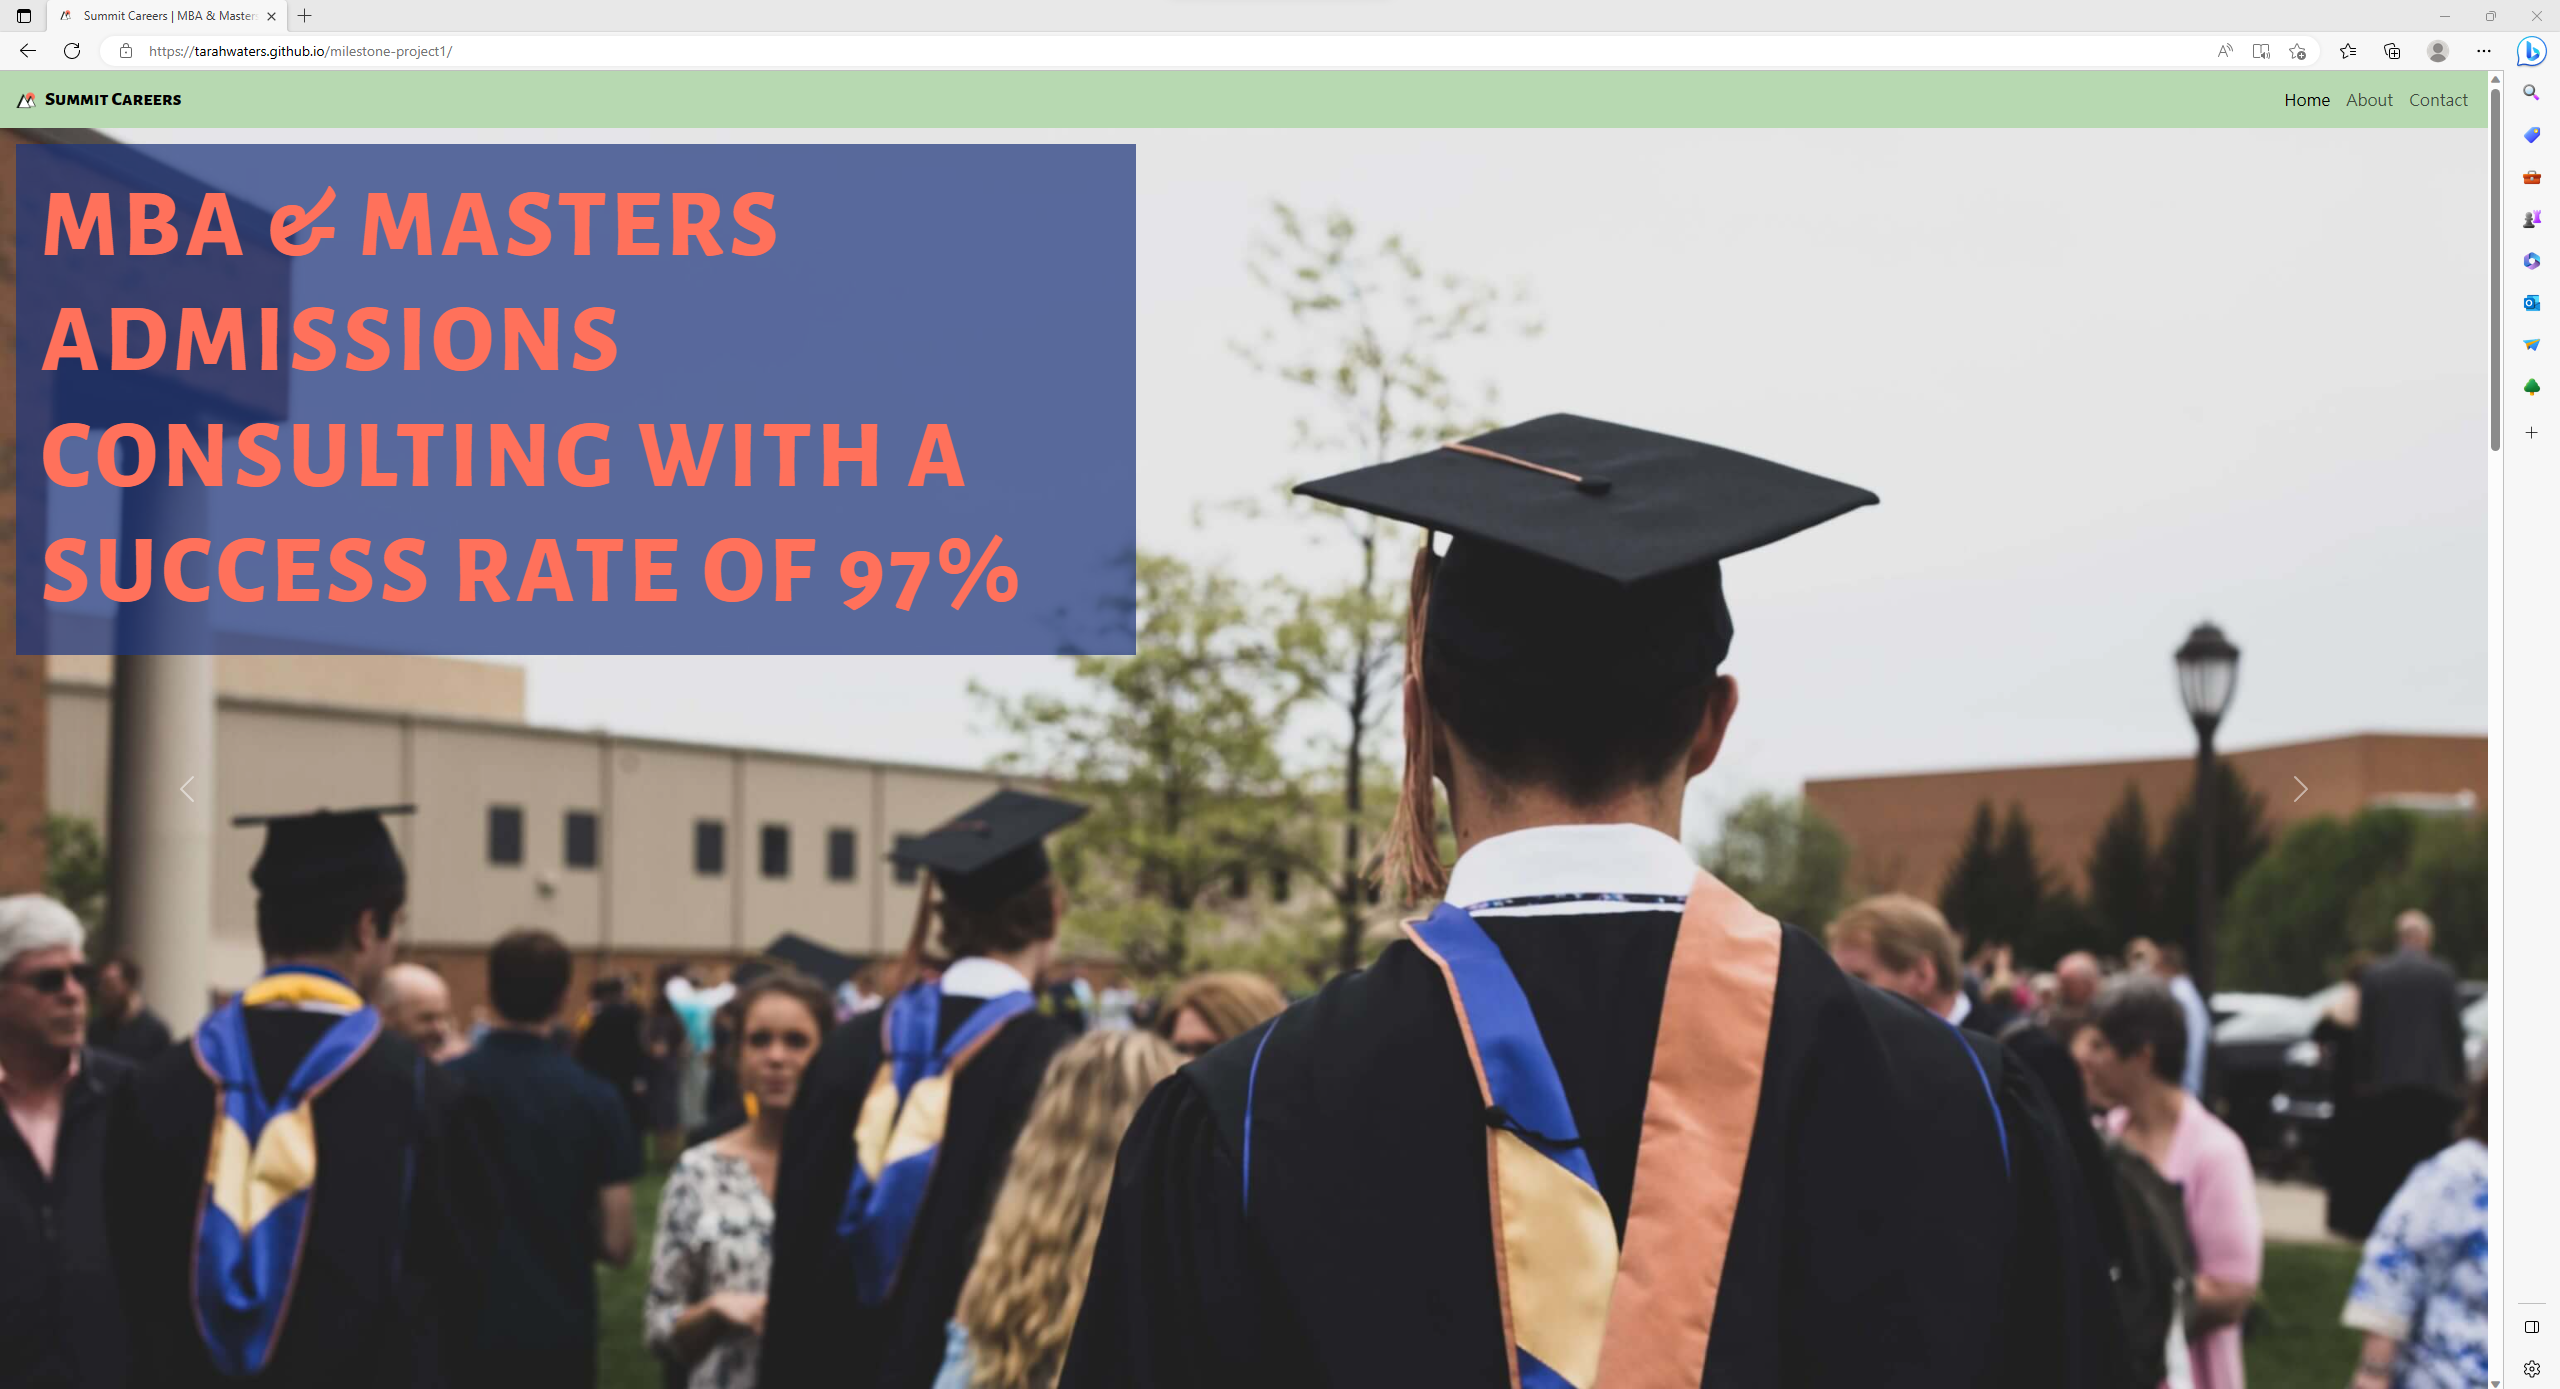 Summit Careers | MBA & Master
https://tarahwaters.github.io/milestone-project1/
Summit Careers
Home About Contact
MBA & MASTERS
ADMISSIONS
CONSULTING WITH A
SUCCESS RATE OF 97%